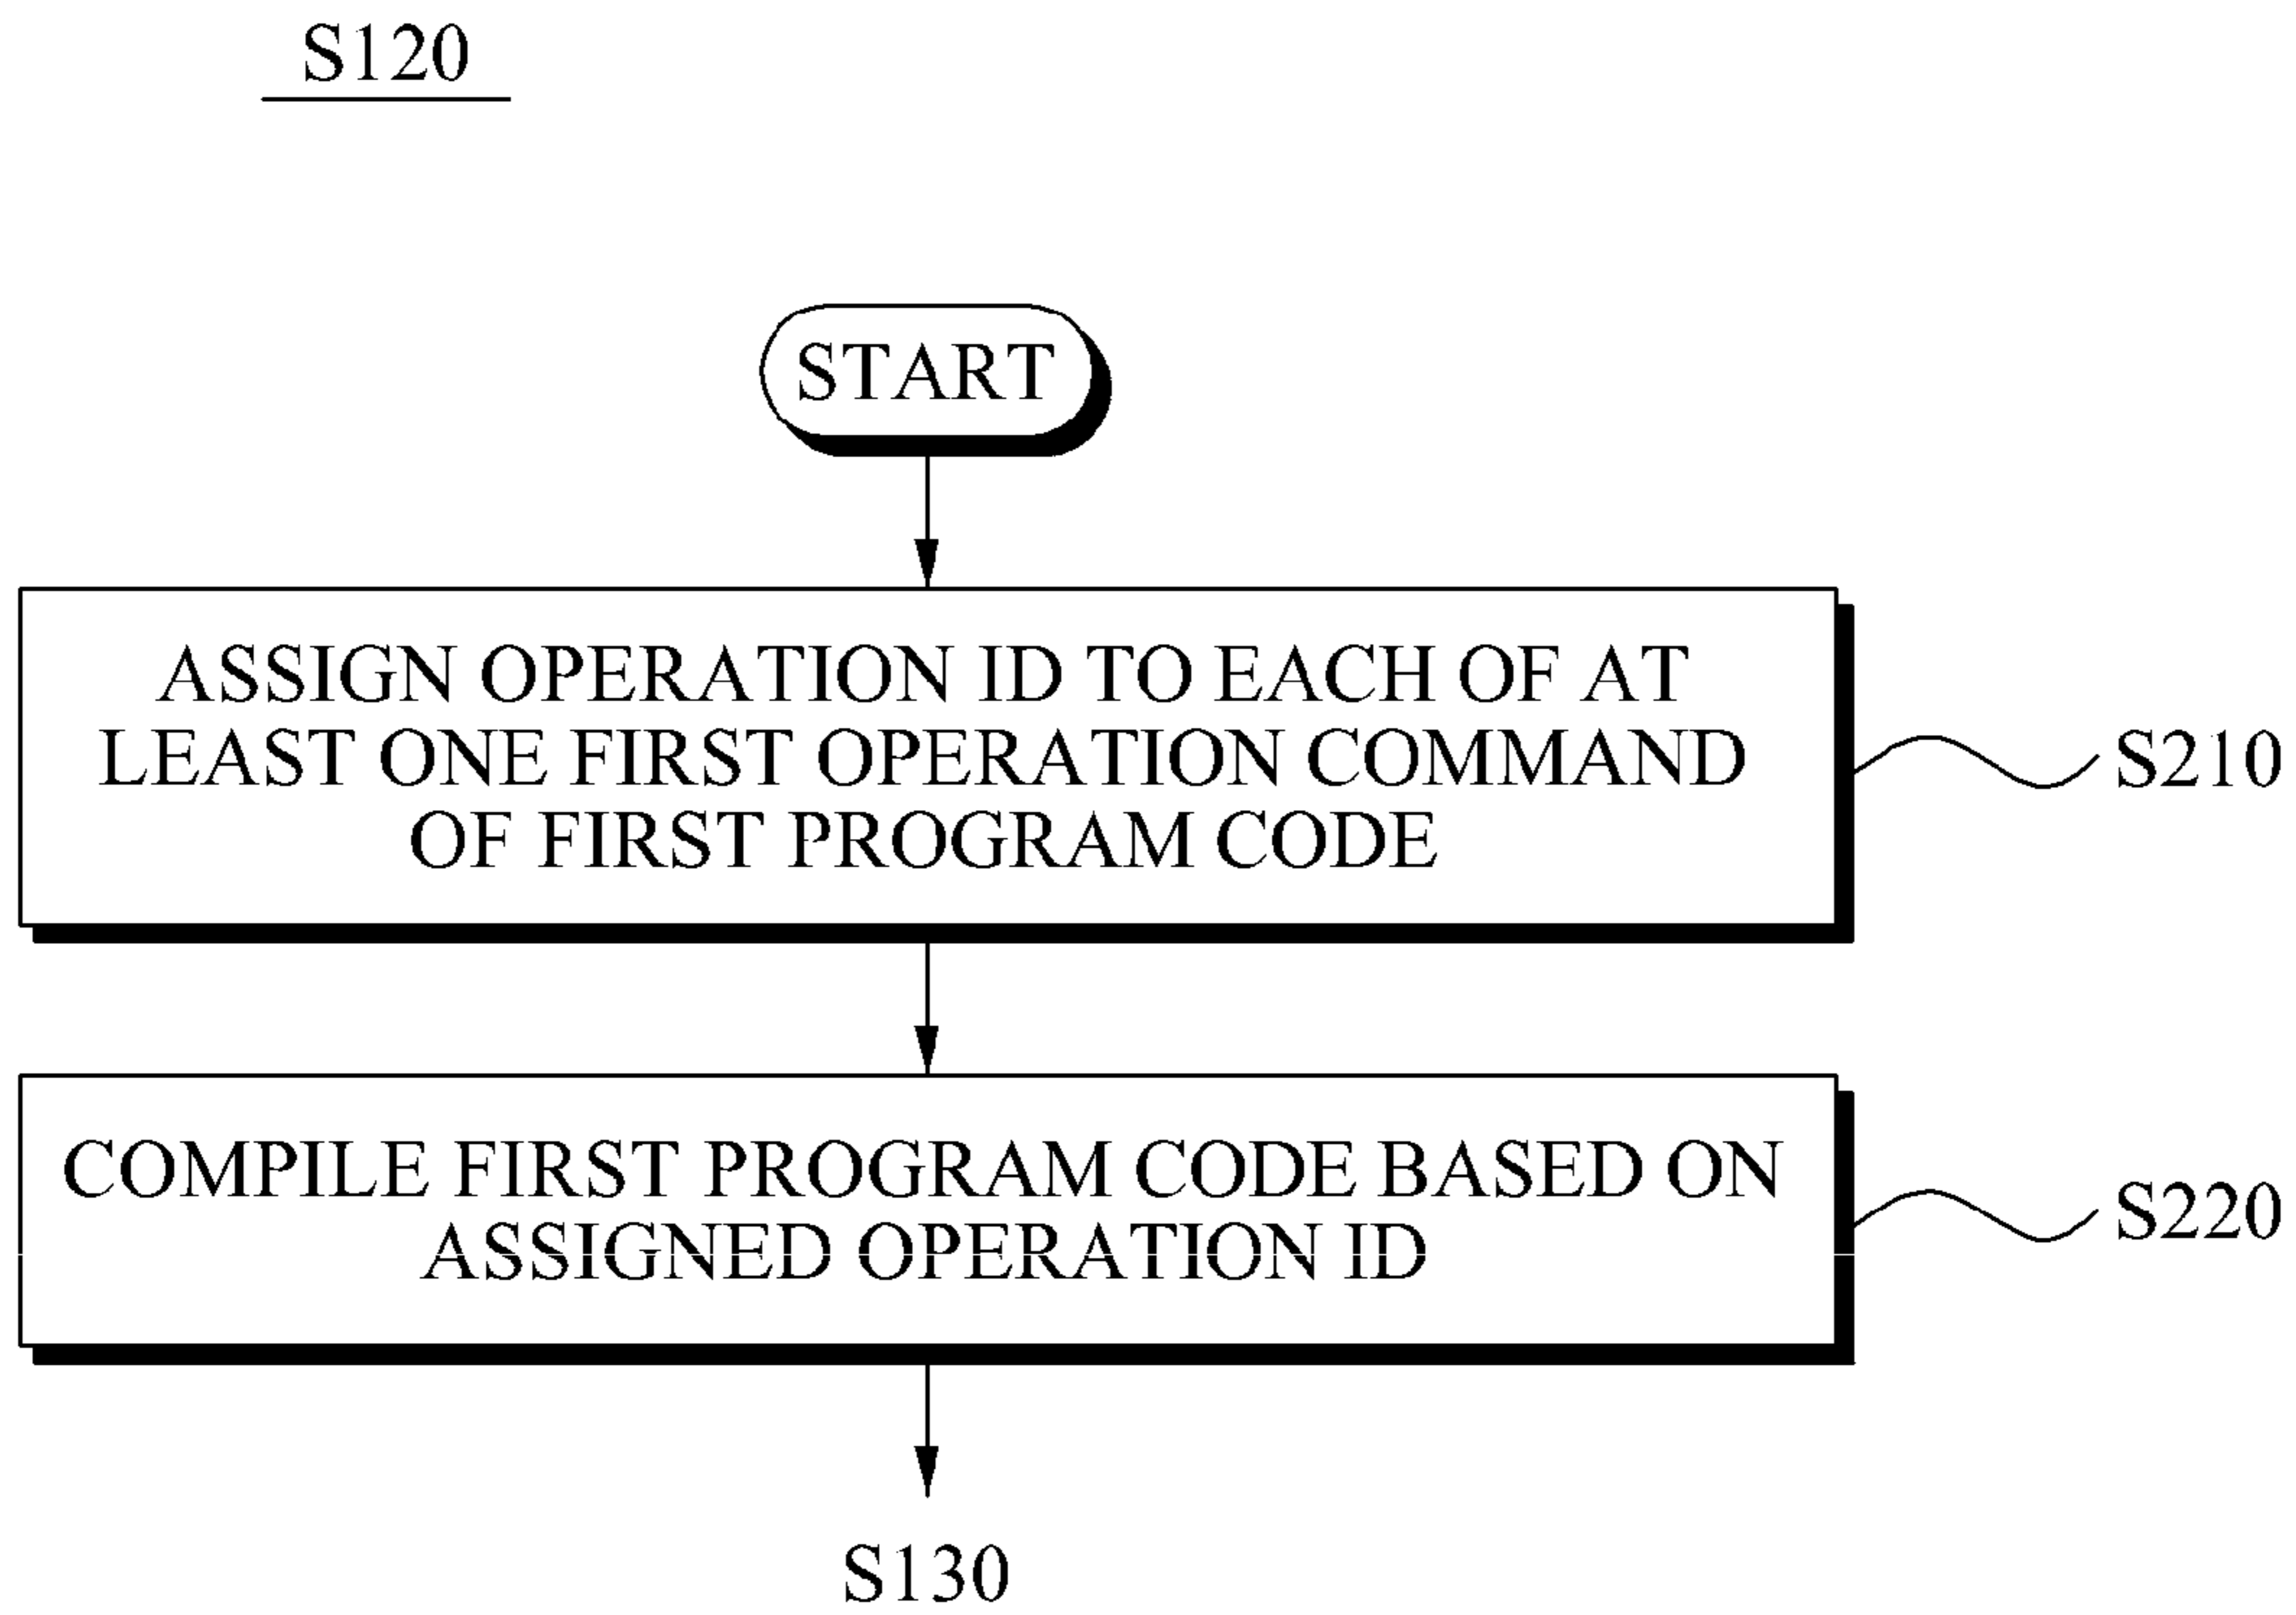 S120
START
ASSIGN OPERATION ID TO EACH OF AT
LEAST ONE FIRST OPERATION COMMAND
OF FIRST PROGRAM CODE
S210
COMPILE FIRST PROGRAM CODE BASED ON
ASSIGNED OPERATION ID
S220
S130